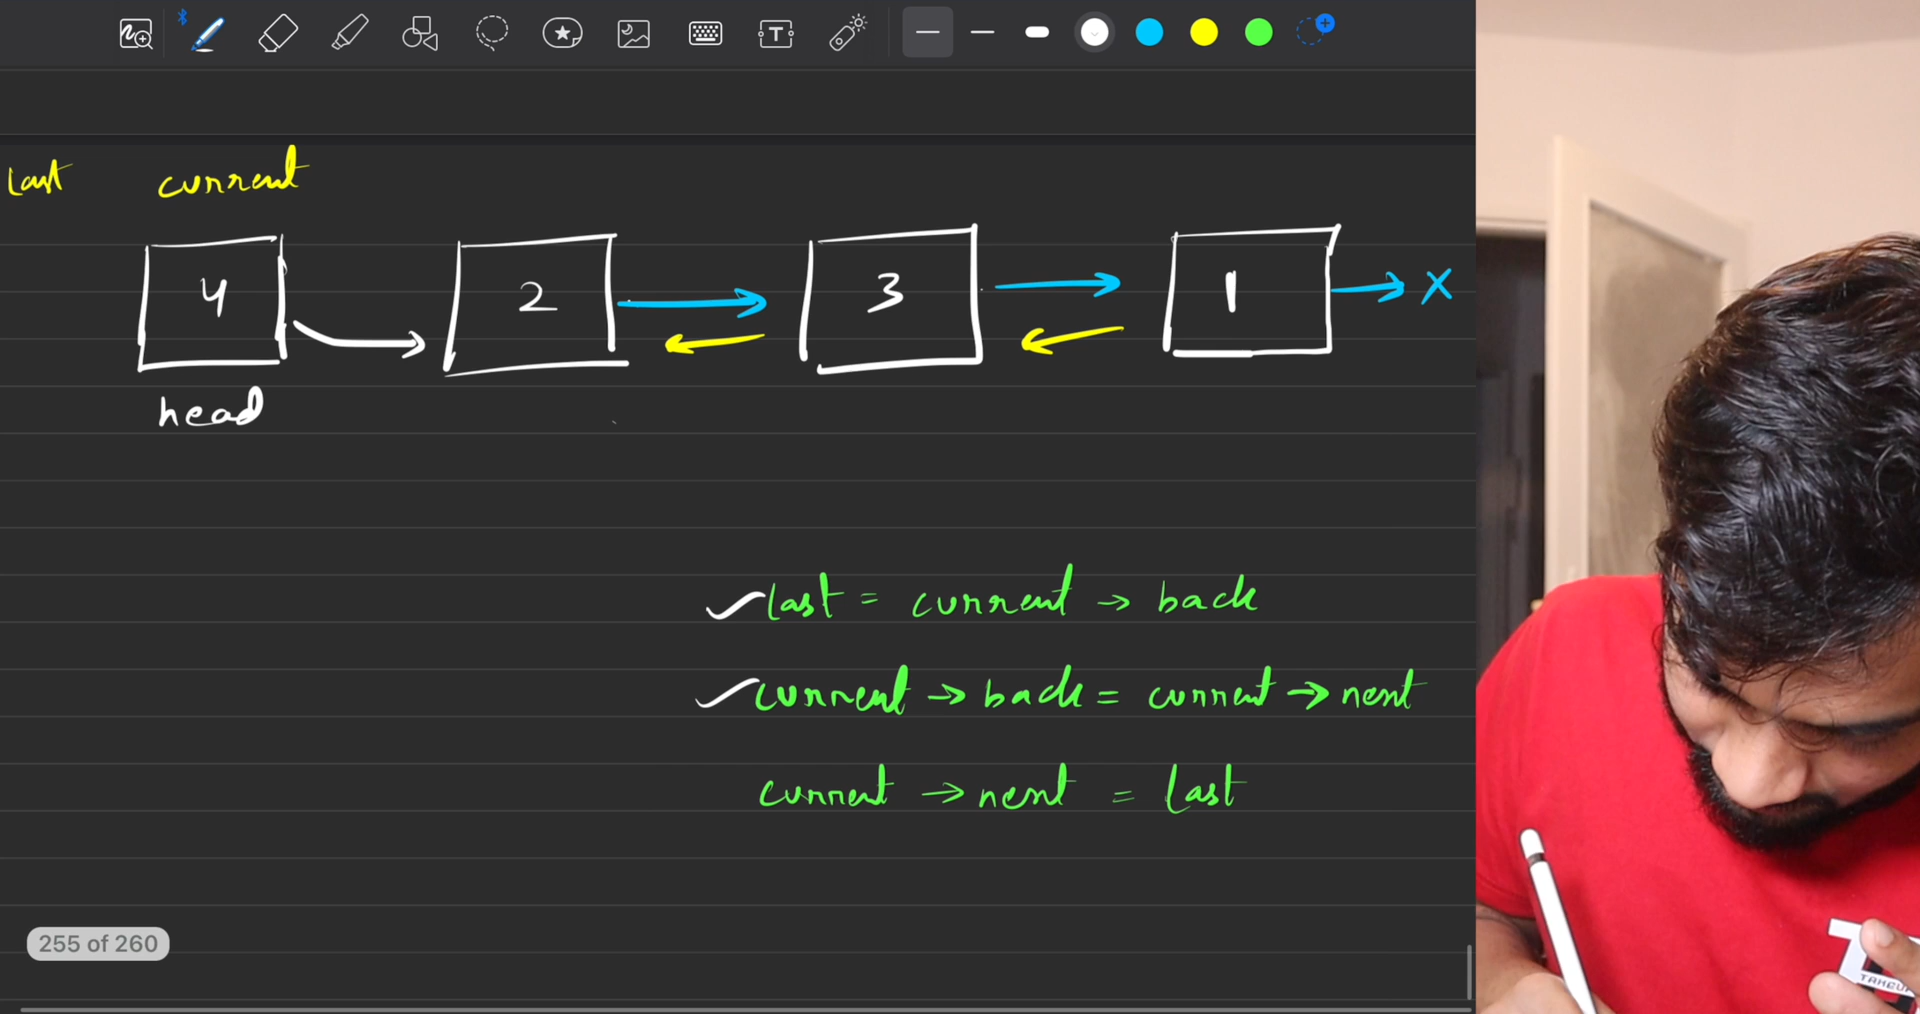 T
last current
4 2 3 1 X
head
last = current → back
current → back = current → next
current → next = last
255 of 260